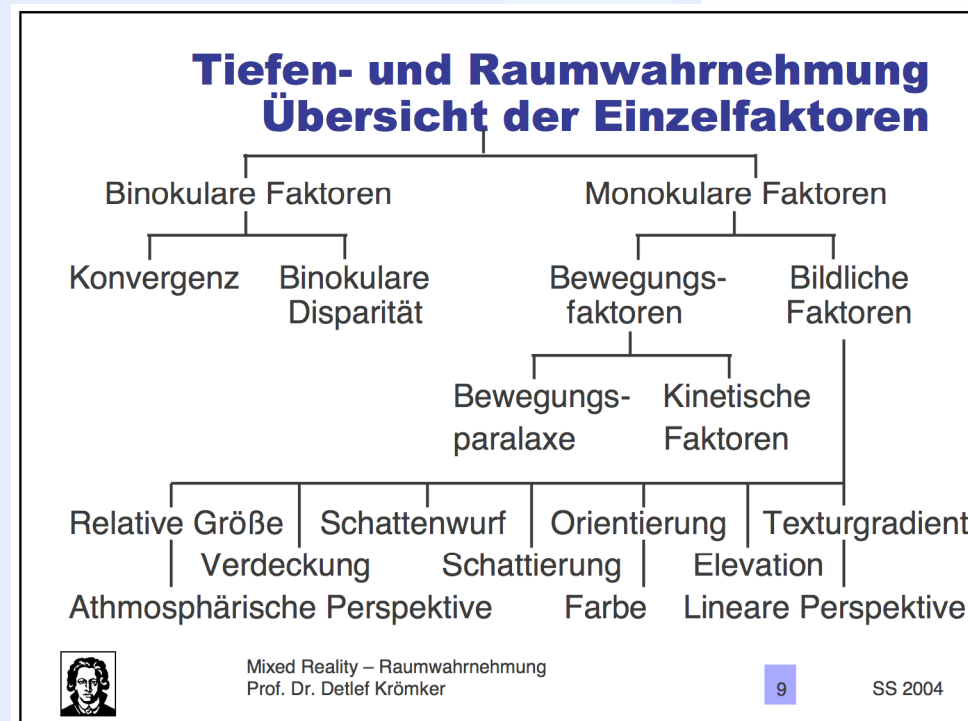 Tiefen- und Raumwahrnehmung
Übersicht der Einzelfaktoren
Binokulare Faktoren
Monokulare Faktoren
Konvergenz
Binokulare
Disparität
Bewegungs-
faktoren
Bildliche
Faktoren
Bewegungs-
paralaxe
Kinetische
Faktoren
Relative Größe
Schattenwurf
Orientierung
Texturgradient
Verdeckung
Schattierung
Elevation
Athmosphärische Perspektive
Farbe
Lineare Perspektive
Mixed Reality – Raumwahrnehmung
Prof. Dr. Detlef Krömker
9
SS 2004